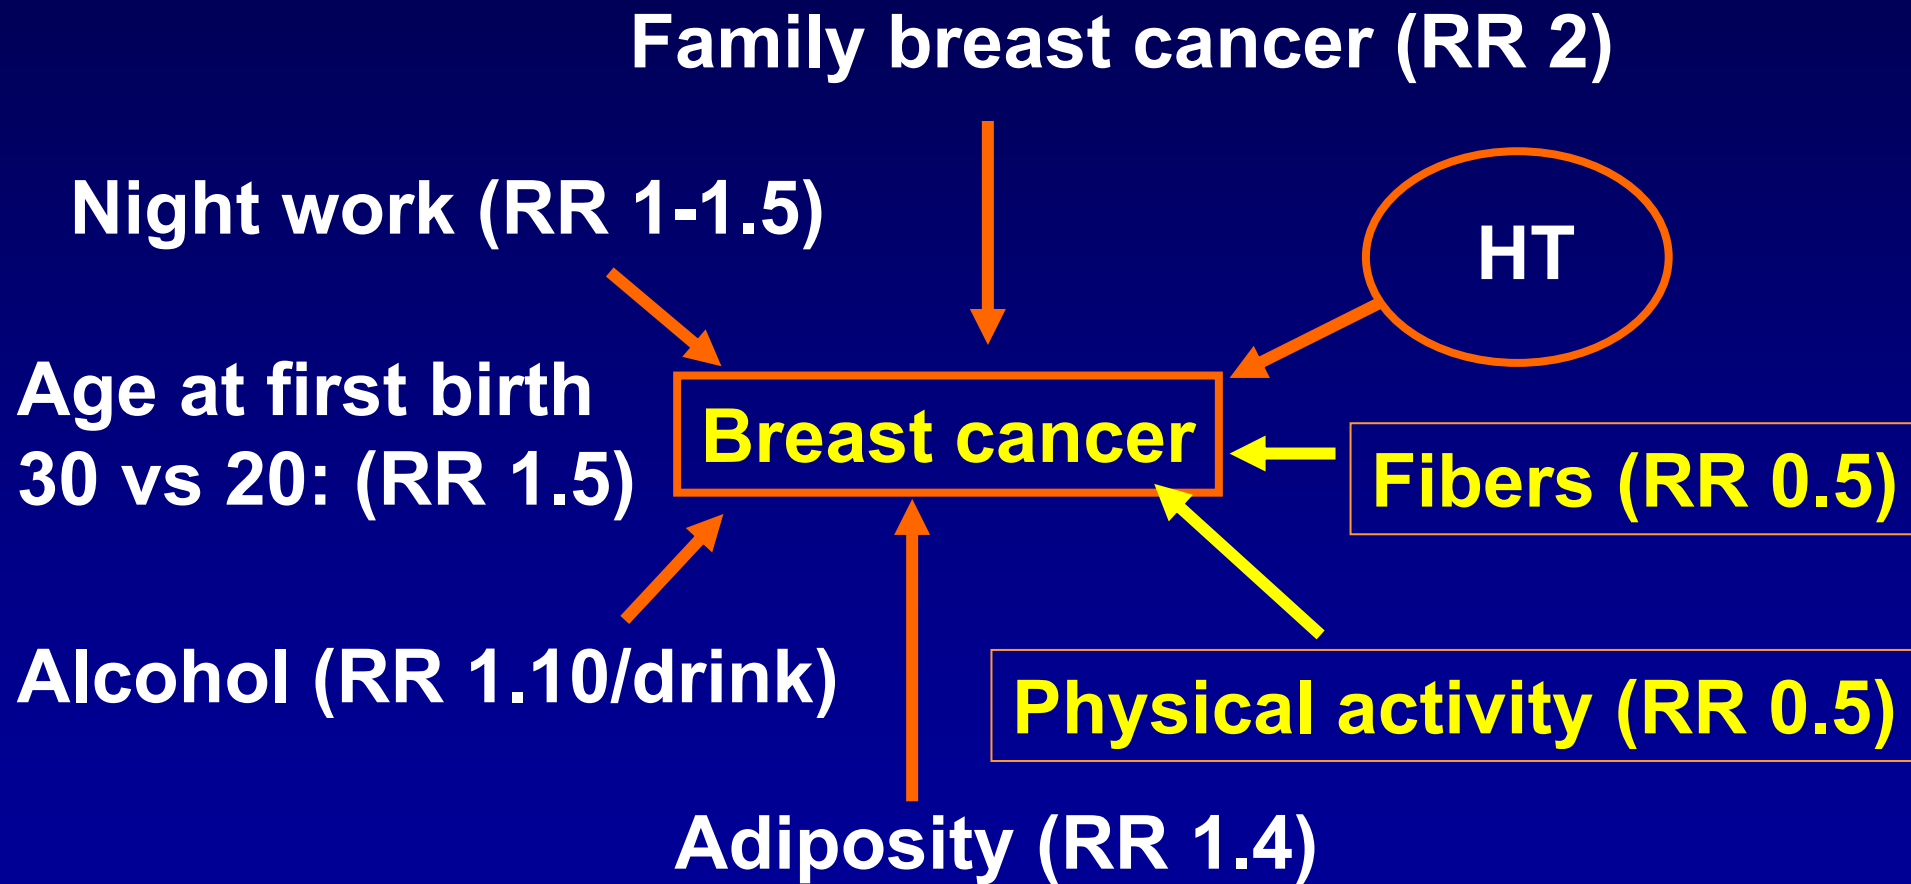 Family breast cancer (RR 2)
Night work (RR 1-1.5)
HT
Age at first birth
30 vs 20: (RR 1.5)
Breast cancer
Fibers (RR 0.5)
Alcohol (RR 1.10/drink)
Physical activity (RR 0.5)
Adiposity (RR 1.4)